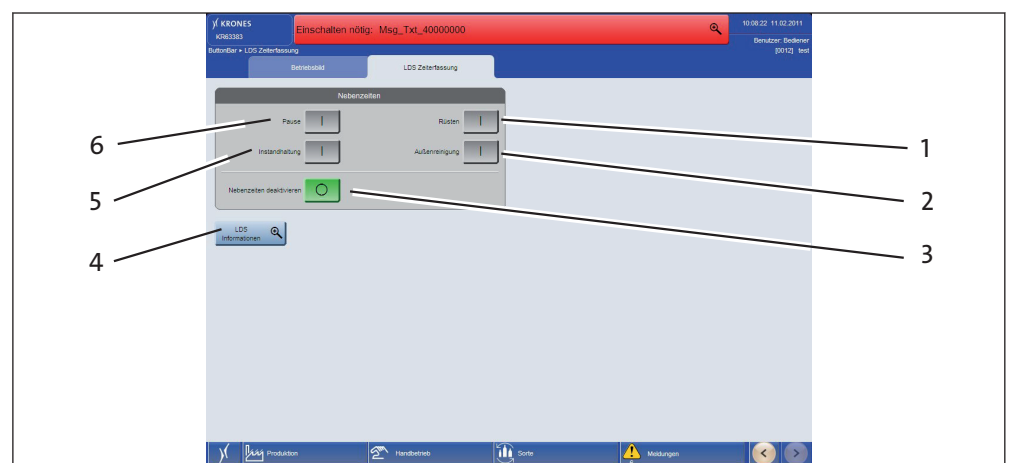 KRONES
KR63383
Einschalten nötig: Msg_Txt_40000000
10:08:22 11.02.2011
Benutzer: Bediener
[0012] test
ButtonBar ▸ LDS Zeiterfassung
Betriebsbild
LDS Zeiterfassung
Nebenzeiten
Pause
Rüsten
Instandhaltung
Außenreinigung
Nebenzeiten deaktivieren
LDS
Informationen
6
5
4
1
2
3
Produktion
Handbetrieb
Sorte
Meldungen